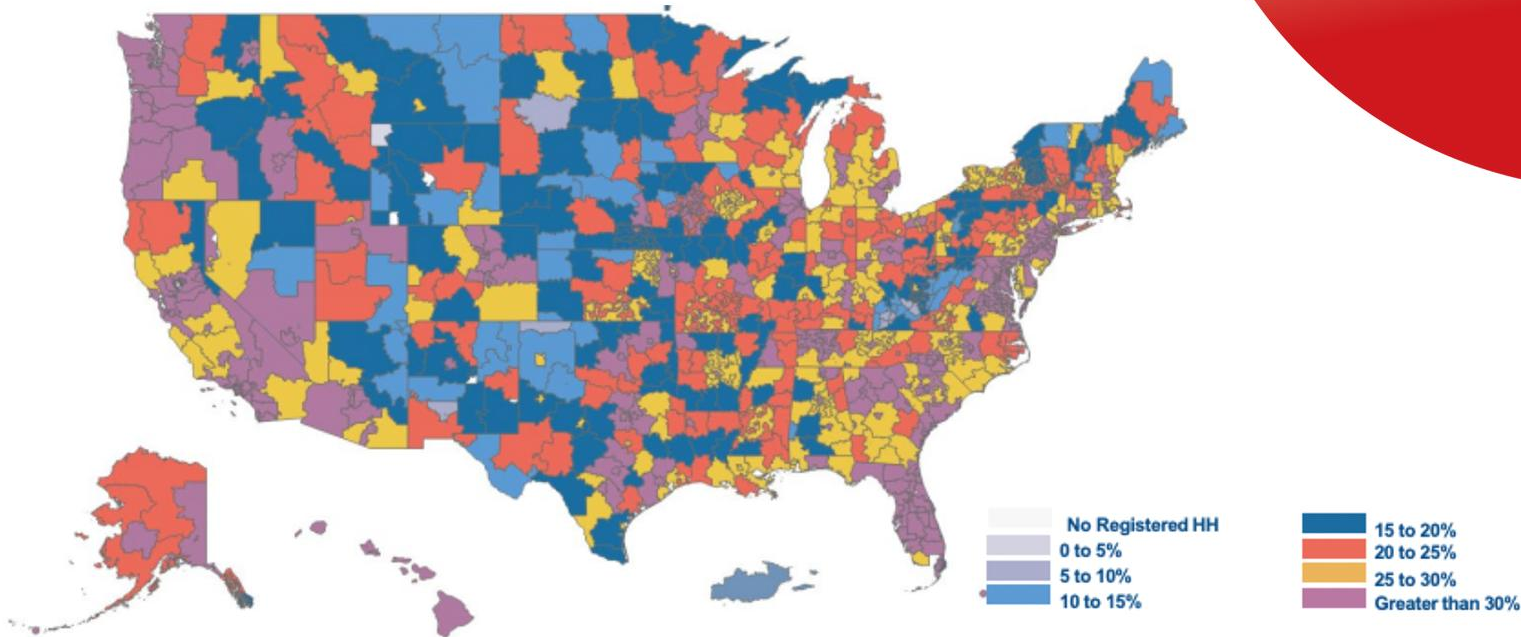 No Registered HH
0 to 5%
5 to 10%
10 to 15%
15 to 20%
20 to 25%
25 to 30%
Greater than 30%